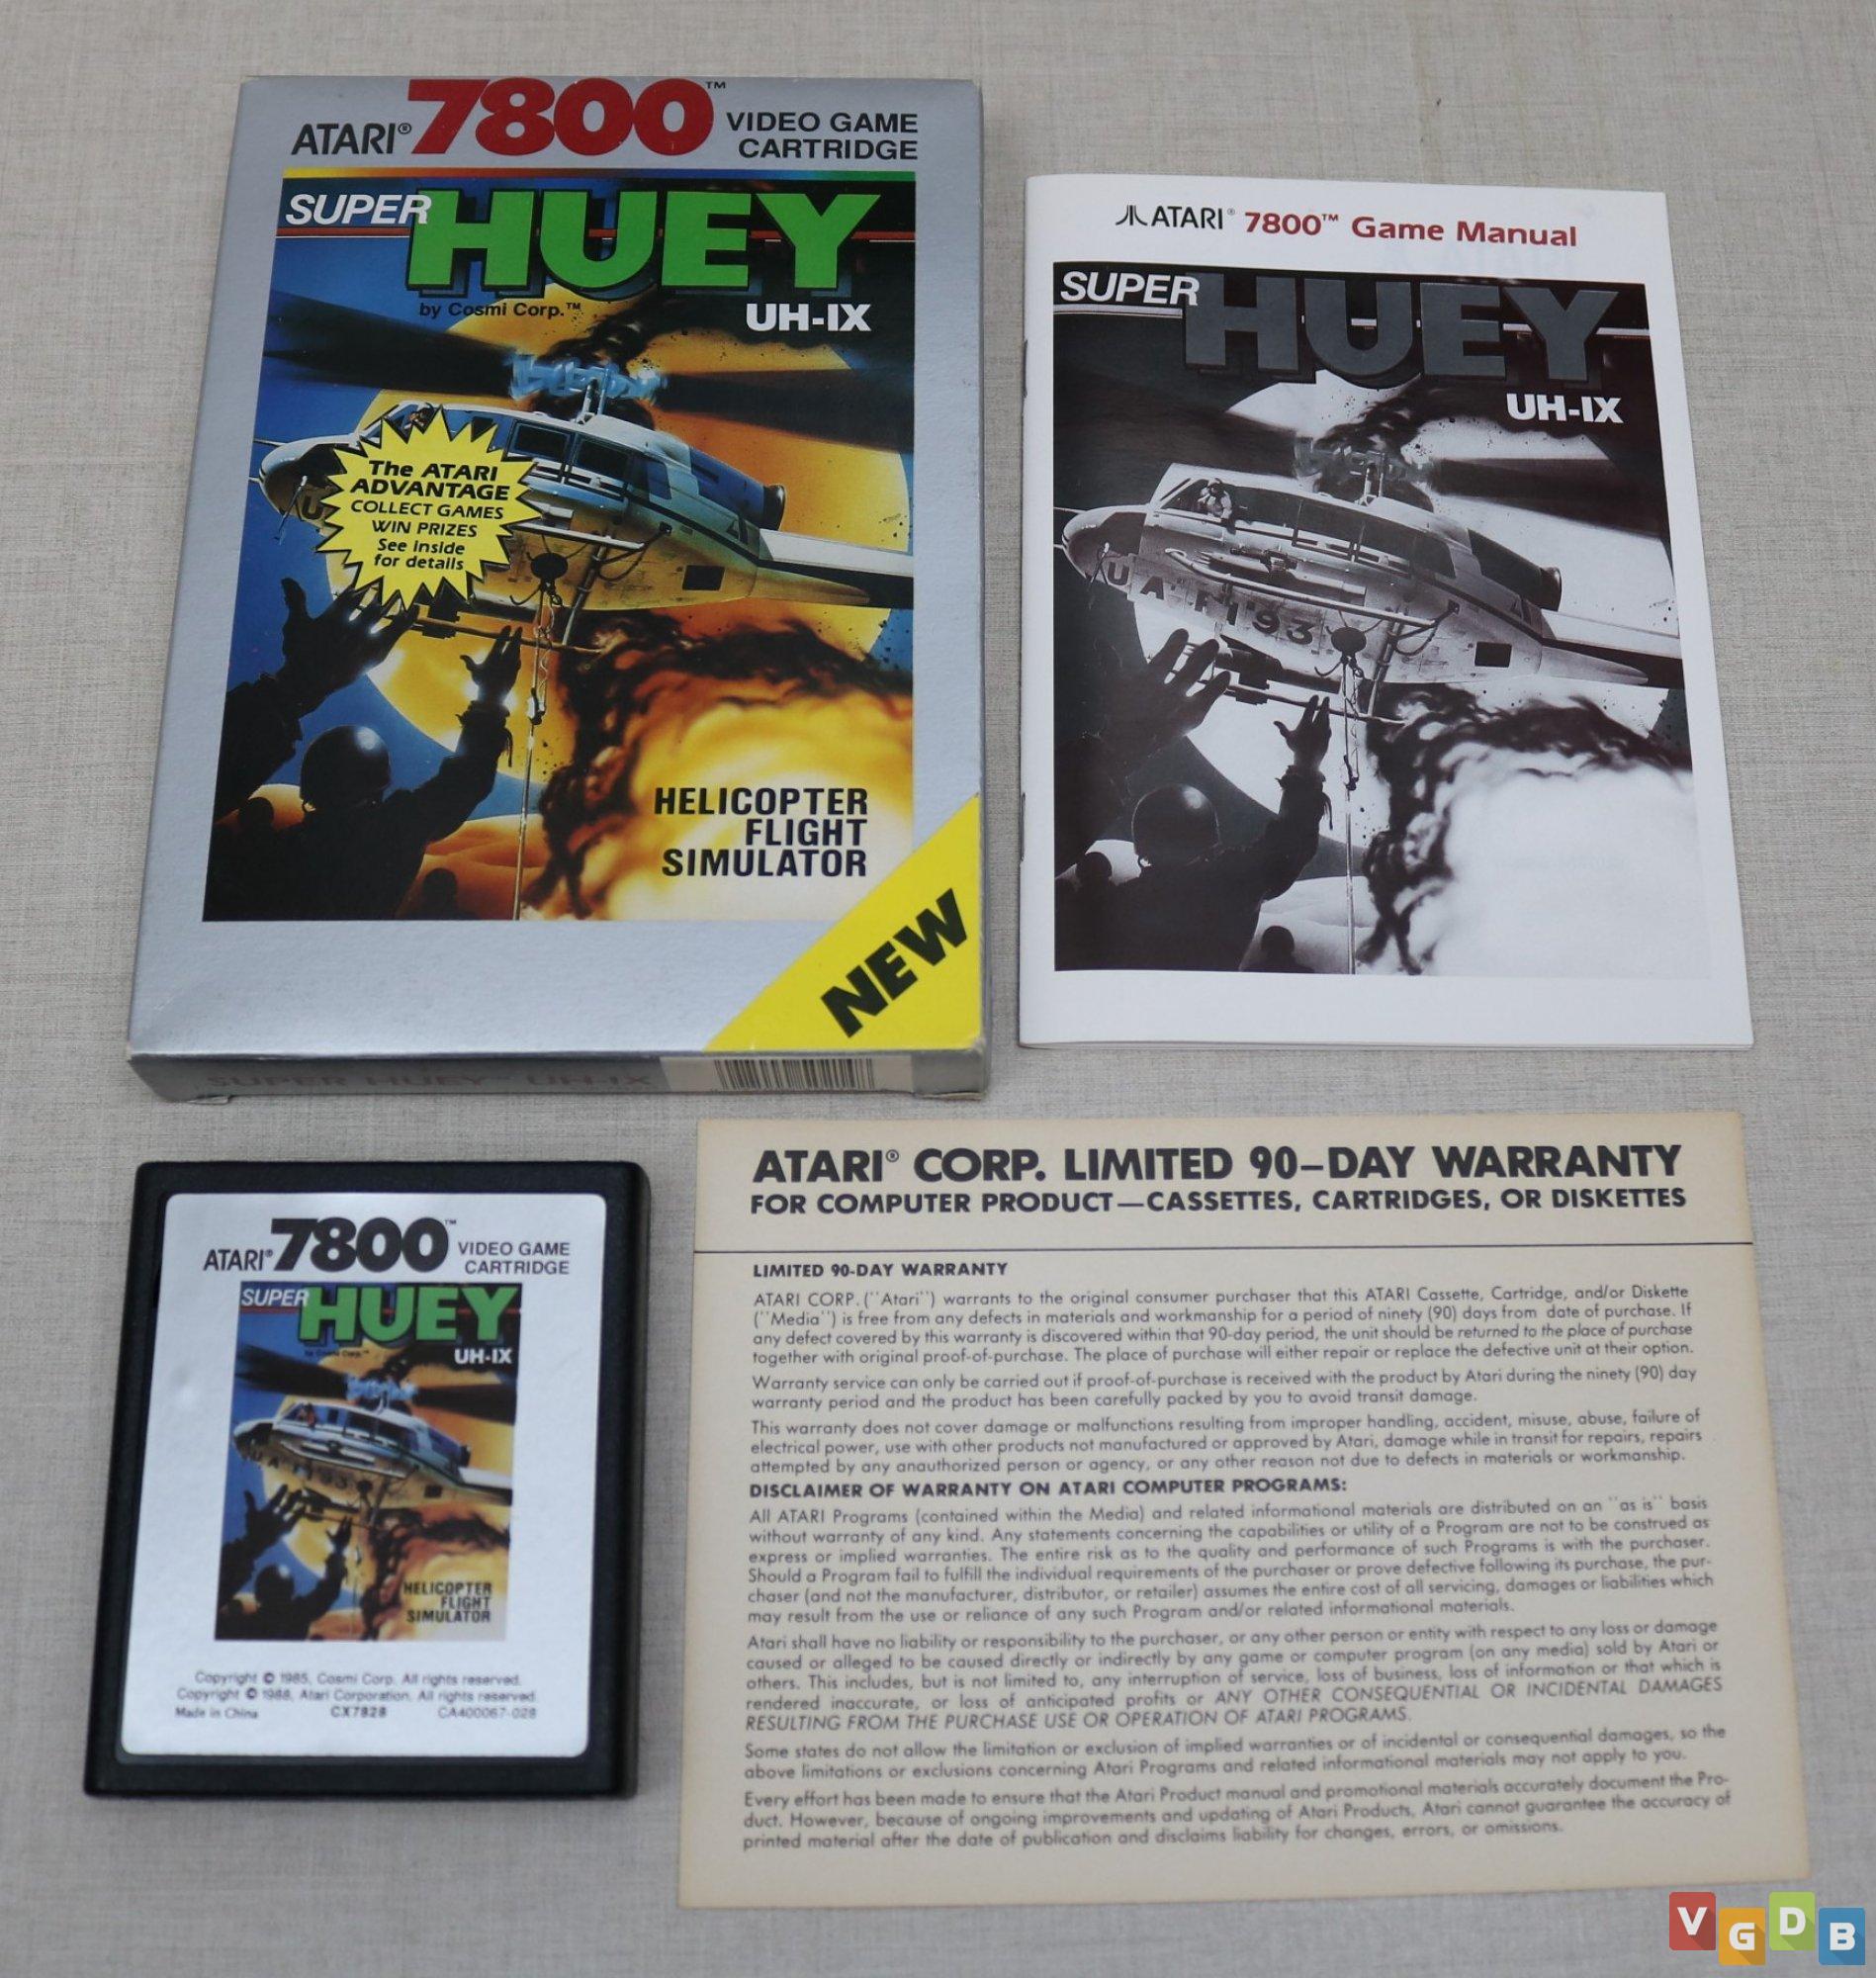 ATARI® 7800™ VIDEO GAME
CARTRIDGE
SUPER HUEY
by Cosmi Corp.™
UH-IX
The ATARI
ADVANTAGE
COLLECT GAMES
WIN PRIZES
See inside
for details
U
HELICOPTER
FLIGHT
SIMULATOR
NEW
SUPER HUEY™ UH-IX
ATARI® 7800™ Game Manual
SUPER HUEY
UH-IX
U A F 193
ATARI® 7800™ VIDEO GAME
CARTRIDGE
SUPER HUEY
by Cosmi Corp.™
UH-IX
HELICOPTER
FLIGHT
SIMULATOR
Copyright © 1985, Cosmi Corp. All rights reserved.
Copyright © 1988, Atari Corporation. All rights reserved.
Made in China CX7828 CA400067-028
ATARI® CORP. LIMITED 90–DAY WARRANTY
FOR COMPUTER PRODUCT—CASSETTES, CARTRIDGES, OR DISKETTES
LIMITED 90-DAY WARRANTY
ATARI CORP. (''Atari'') warrants to the original consumer purchaser that this ATARI Cassette, Cartridge, and/or Diskette
(''Media'') is free from any defects in materials and workmanship for a period of ninety (90) days from date of purchase. If
any defect covered by this warranty is discovered within that 90-day period, the unit should be returned to the place of purchase
together with original proof-of-purchase. The place of purchase will either repair or replace the defective unit at their option.
Warranty service can only be carried out if proof-of-purchase is received with the product by Atari during the ninety (90) day
warranty period and the product has been carefully packed by you to avoid transit damage.
This warranty does not cover damage or malfunctions resulting from improper handling, accident, misuse, abuse, failure of
electrical power, use with other products not manufactured or approved by Atari, damage while in transit for repairs, repairs
attempted by any unauthorized person or agency, or any other reason not due to defects in materials or workmanship.
DISCLAIMER OF WARRANTY ON ATARI COMPUTER PROGRAMS:
All ATARI Programs (contained within the Media) and related informational materials are distributed on an ''as is'' basis
without warranty of any kind. Any statements concerning the capabilities or utility of a Program are not to be construed as
express or implied warranties. The entire risk as to the quality and performance of such Programs is with the purchaser.
Should a Program fail to fulfill the individual requirements of the purchaser or prove defective following its purchase, the pur-
chaser (and not the manufacturer, distributor, or retailer) assumes the entire cost of all servicing, damages or liabilities which
may result from the use or reliance of any such Program and/or related informational materials.
Atari shall have no liability or responsibility to the purchaser, or any other person or entity with respect to any loss or damage
caused or alleged to be caused directly or indirectly by any game or computer program (on any media) sold by Atari or
others. This includes, but is not limited to, any interruption of service, loss of business, loss of information or that which is
rendered inaccurate, or loss of anticipated profits or ANY OTHER CONSEQUENTIAL OR INCIDENTAL DAMAGES
RESULTING FROM THE PURCHASE USE OR OPERATION OF ATARI PROGRAMS.
Some states do not allow the limitation or exclusion of implied warranties or of incidental or consequential damages, so the
above limitations or exclusions concerning Atari Programs and related informational materials may not apply to you.
Every effort has been made to ensure that the Atari Product manual and promotional materials accurately document the Pro-
duct. However, because of ongoing improvements and updating of Atari Products, Atari cannot guarantee the accuracy of
printed material after the date of publication and disclaims liability for changes, errors, or omissions.
VGDB